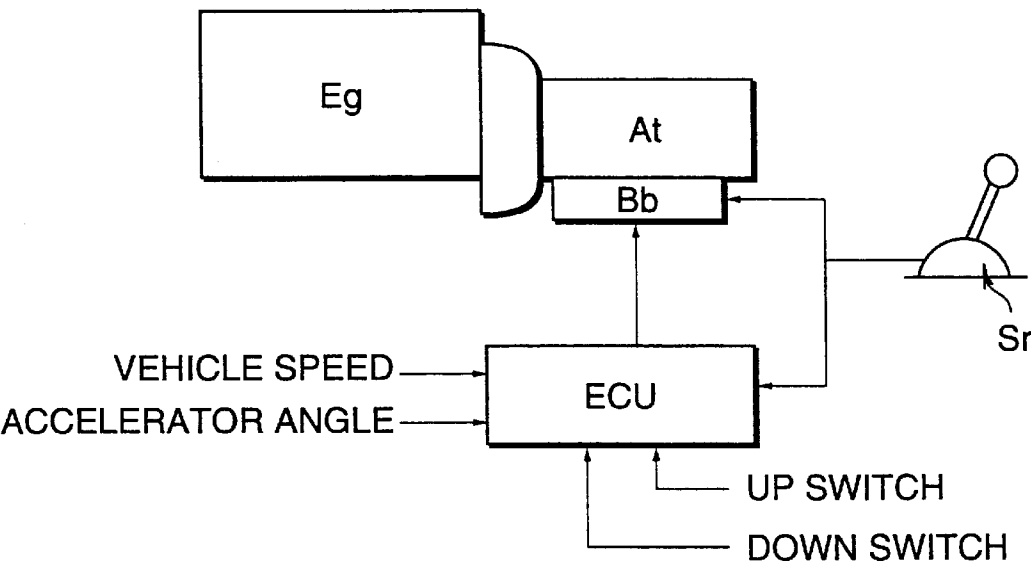 Eg
At
Bb
Sr
VEHICLE SPEED
ECU
ACCELERATOR ANGLE
UP SWITCH
DOWN SWITCH